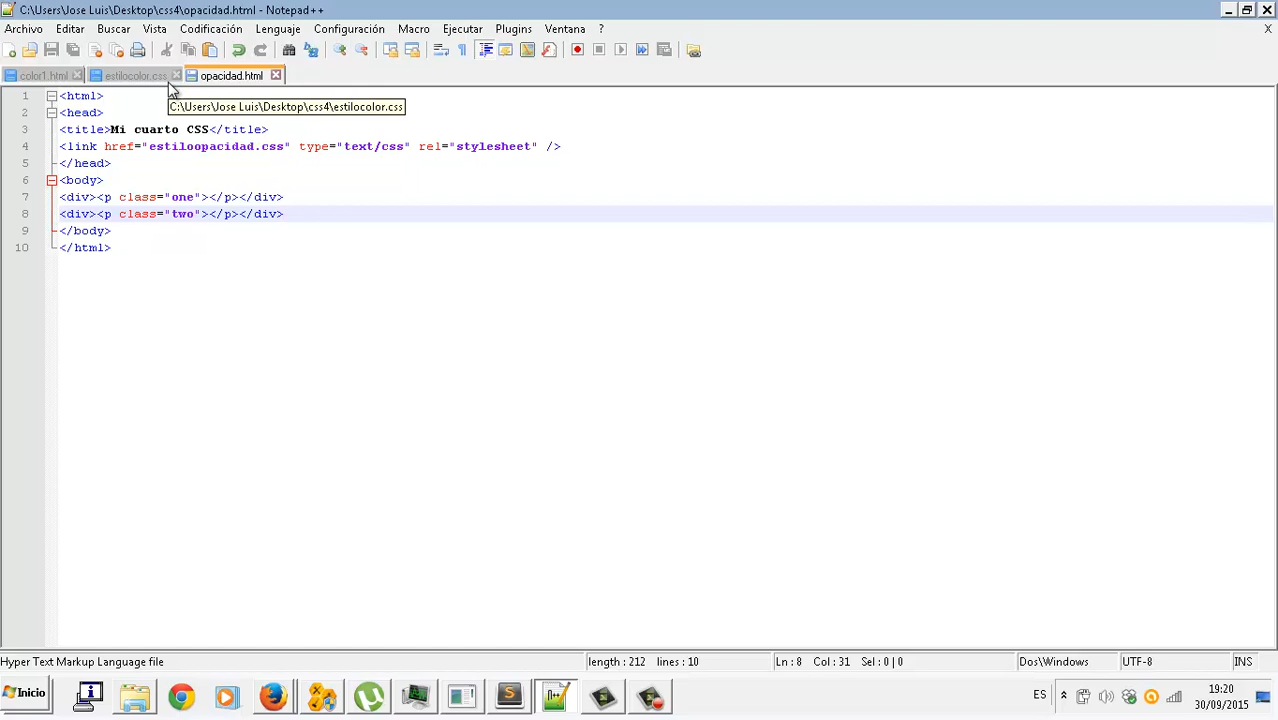 C:\Users\Jose Luis\Desktop\css4\opacidad.html - Notepad++
Archivo Editar Buscar Vista Codificación Lenguaje Configuración Macro Ejecutar Plugins Ventana ? X
color1.html estilocolor.css opacidad.html
C:\Users\Jose Luis\Desktop\css4\estilocolor.css
1 <html>
2 <head>
3 <title>Mi cuarto CSS</title>
4 <link href="estiloopacidad.css" type="text/css" rel="stylesheet" />
5 </head>
6 <body>
7 <div><p class="one"></p></div>
8 <div><p class="two"></p></div>
9 </body>
10 </html>
Hyper Text Markup Language file length : 212 lines : 10 Ln : 8 Col : 31 Sel : 0 | 0 Dos\Windows UTF-8 INS
Inicio ES 19:20
30/09/2015